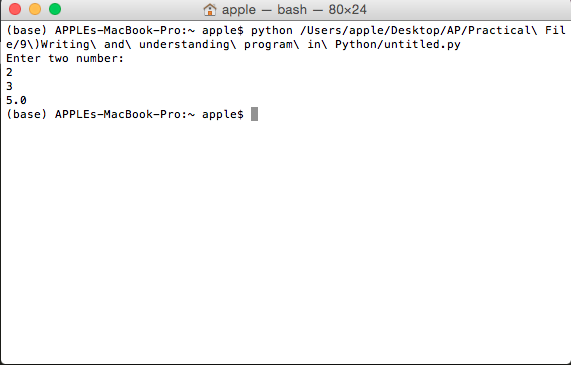 apple — bash — 80×24
(base) APPLEs-MacBook-Pro:~ apple$ python /Users/apple/Desktop/AP/Practical\ Fil
e/9\)Writing\ and\ understanding\ program\ in\ Python/untitled.py
Enter two number:
2
3
5.0
(base) APPLEs-MacBook-Pro:~ apple$